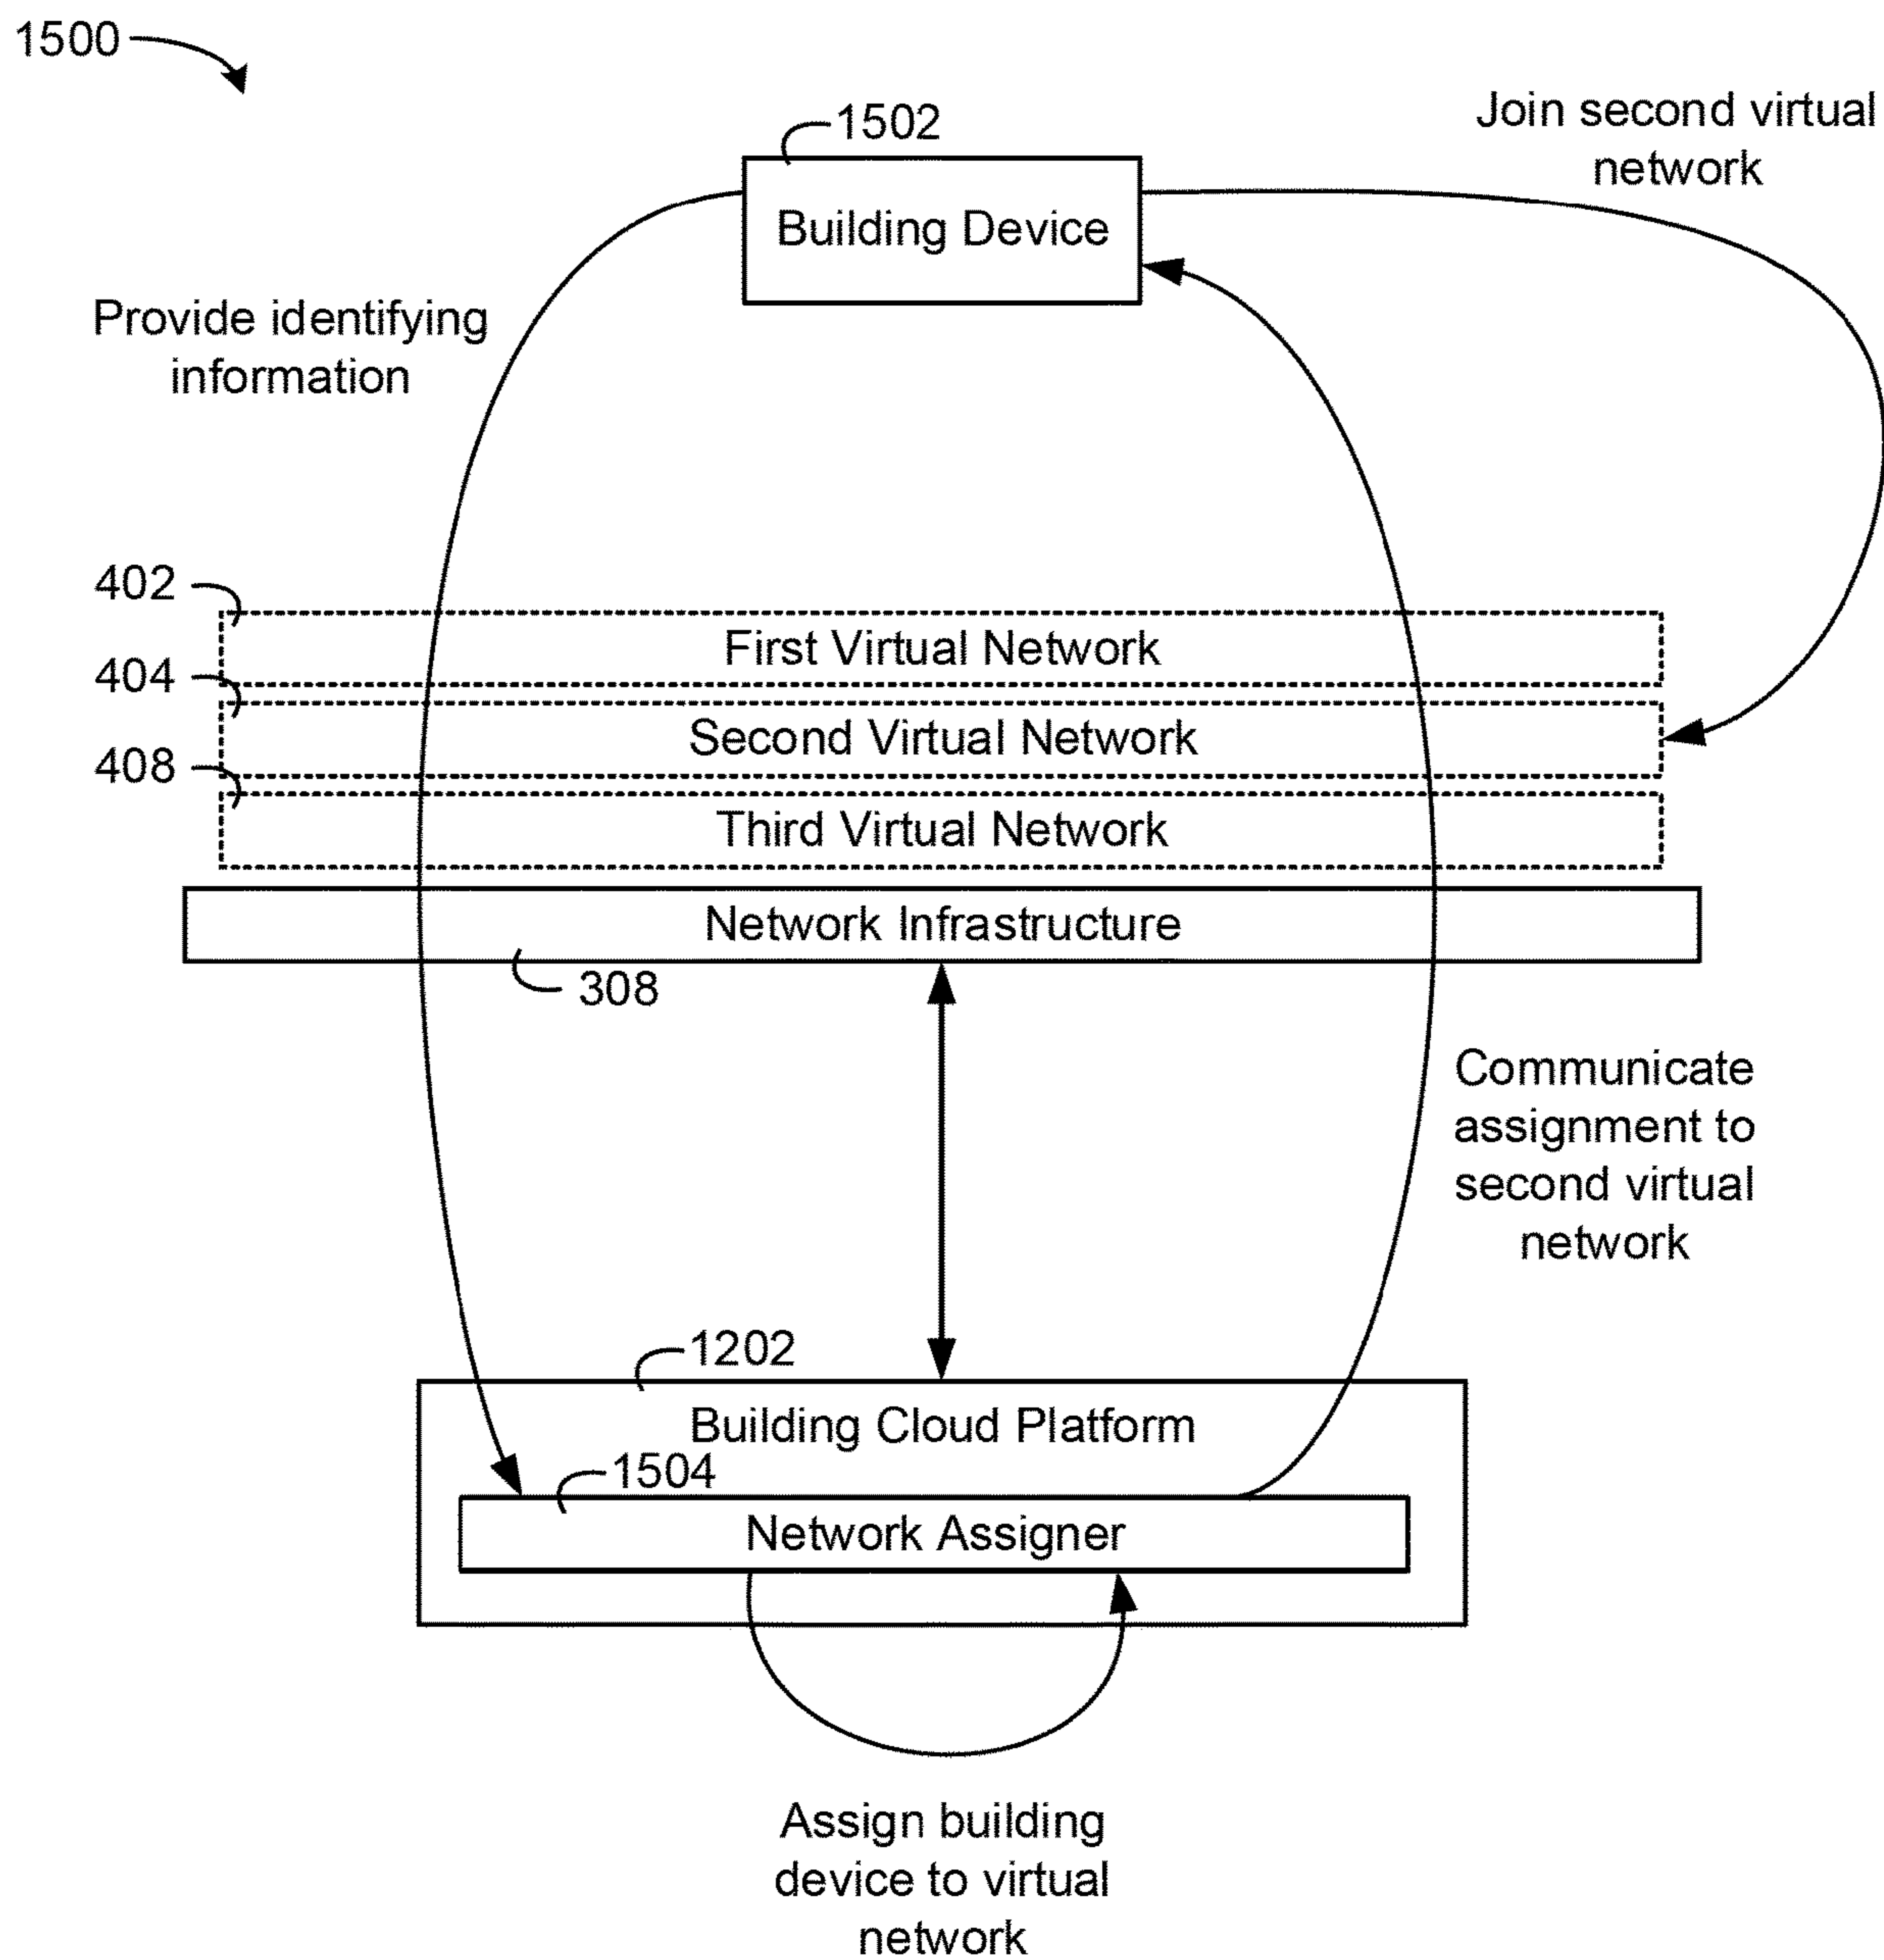 1500
1502
Join second virtual
network
Building Device
Provide identifying
information
402
First Virtual Network
404
Second Virtual Network
408
Third Virtual Network
Network Infrastructure
308
Communicate
assignment to
second virtual
network
1202
Building Cloud Platform
1504
Network Assigner
Assign building
device to virtual
network